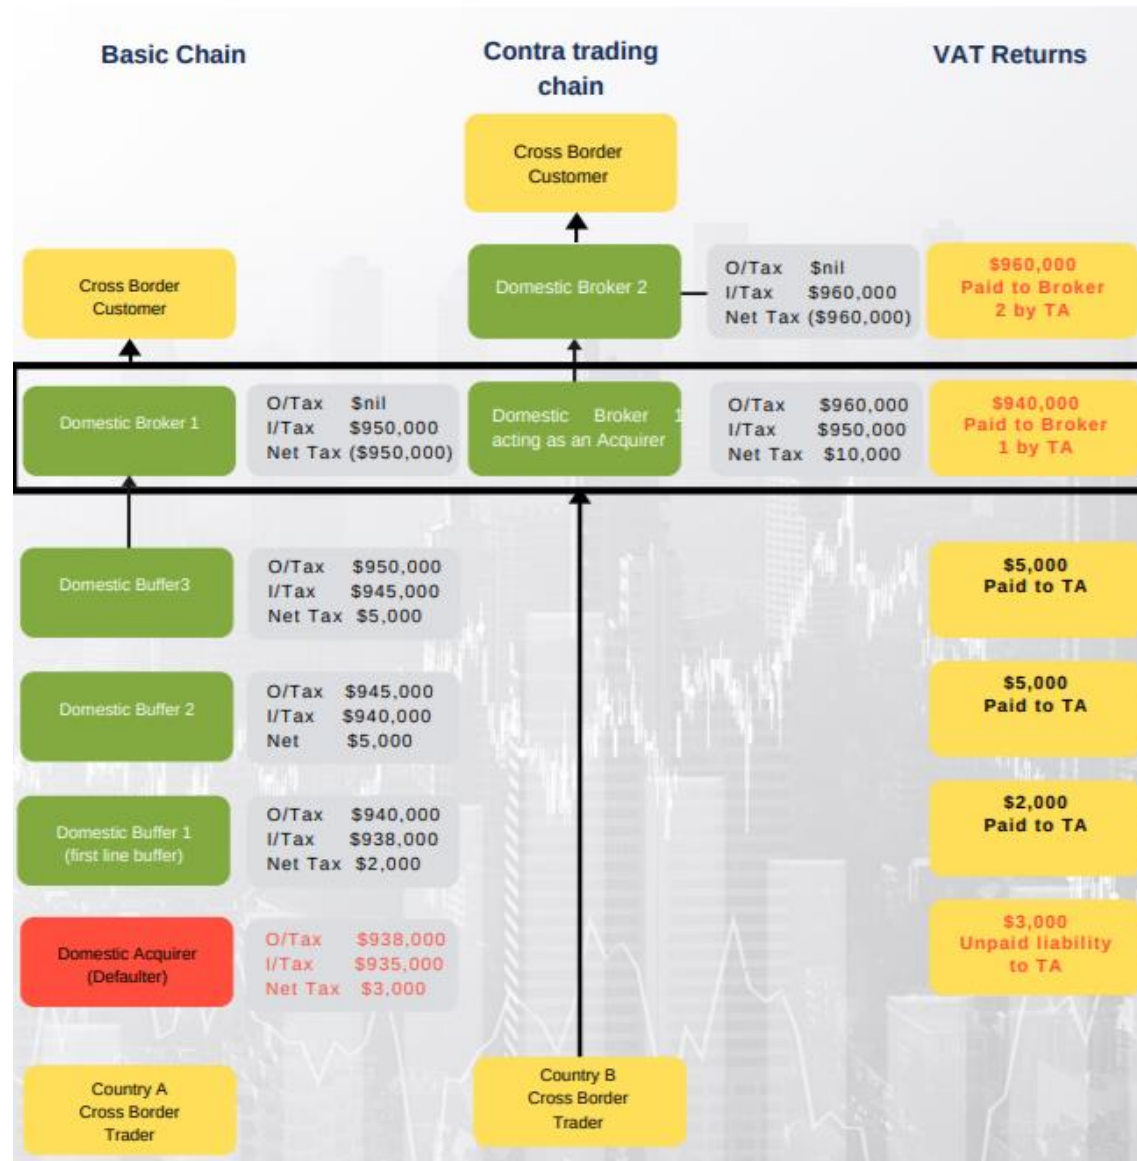 Basic Chain
Contra trading
chain
VAT Returns
Cross Border
Customer
Cross Border
Customer
Domestic Broker 2
O/Tax $nil
I/Tax $960,000
Net Tax ($960,000)
$960,000
Paid to Broker
2 by TA
Domestic Broker 1
O/Tax $nil
I/Tax $950,000
Net Tax ($950,000)
Domestic Broker 1
acting as an Acquirer
O/Tax $960,000
I/Tax $950,000
Net Tax $10,000
$940,000
Paid to Broker
1 by TA
Domestic Buffer3
O/Tax $950,000
I/Tax $945,000
Net Tax $5,000
$5,000
Paid to TA
Domestic Buffer 2
O/Tax $945,000
I/Tax $940,000
Net $5,000
$5,000
Paid to TA
Domestic Buffer 1
(first line buffer)
O/Tax $940,000
I/Tax $938,000
Net Tax $2,000
$2,000
Paid to TA
Domestic Acquirer
(Defaulter)
O/Tax $938,000
I/Tax $935,000
Net Tax $3,000
$3,000
Unpaid liability
to TA
Country A
Cross Border
Trader
Country B
Cross Border
Trader